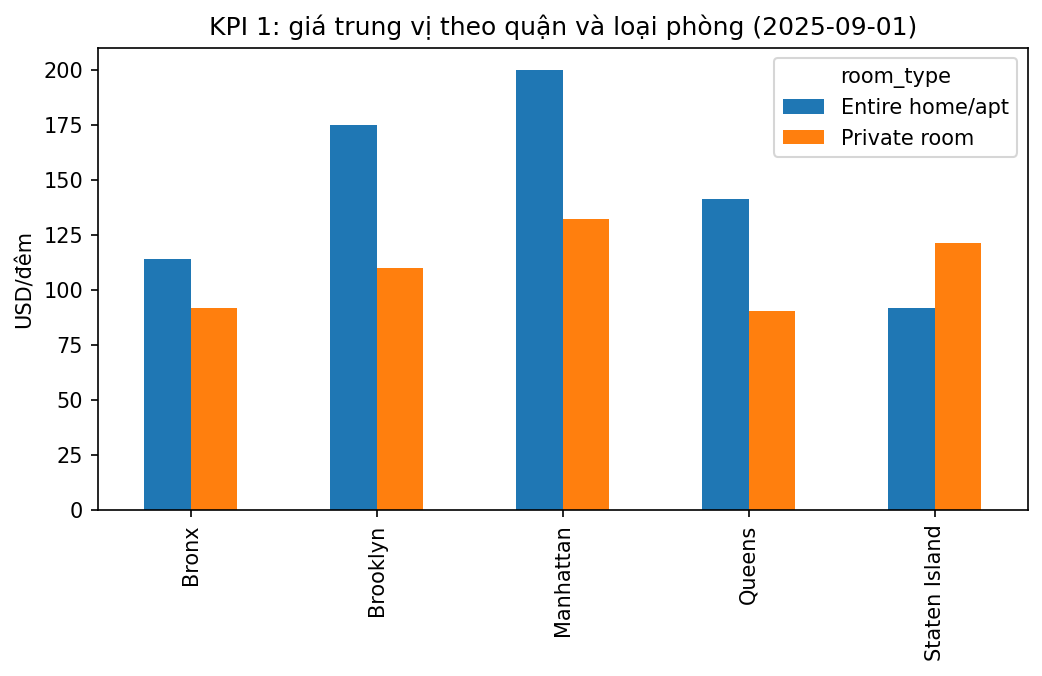 KPI 1: giá trung vị theo quận và loại phòng (2025-09-01)
room_type
Entire home/apt
Private room
USD/đêm
200
175
150
125
100
75
50
25
0
Bronx
Brooklyn
Manhattan
Queens
Staten Island